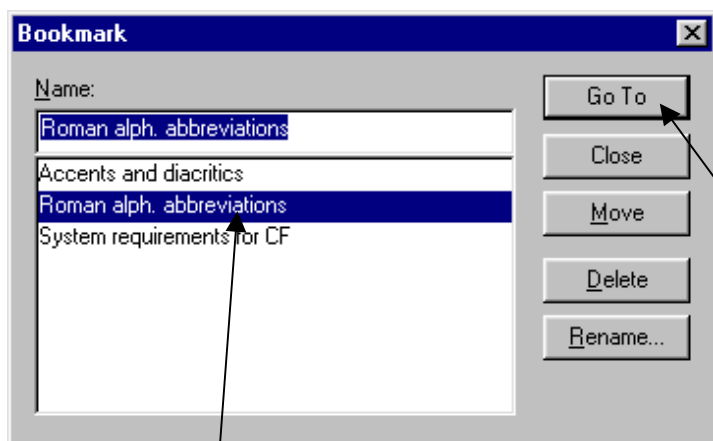 Bookmark
Name:
Roman alph. abbreviations
Accents and diacritics
Roman alph. abbreviations
System requirements for CF
Go To
Close
Move
Delete
Rename...